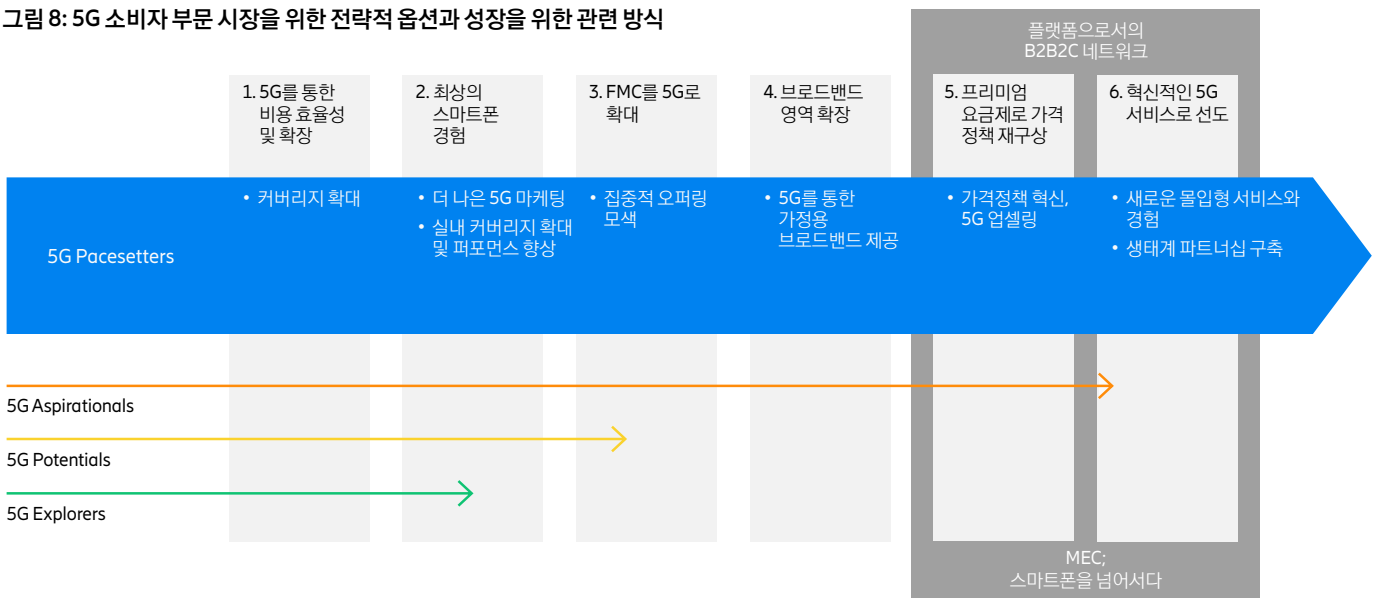 그림 8: 5G 소비자 부문 시장을 위한 전략적 옵션과 성장을 위한 관련 방식
플랫폼으로서의
B2B2C 네트워크
1. 5G를 통한
비용 효율성
및 확장
2. 최상의
스마트폰
경험
3. FMC를 5G로
확대
4. 브로드밴드
영역 확장
5. 프리미엄
요금제로 가격
정책 재구상
6. 혁신적인 5G
서비스로 선도
5G Pacesetters
• 커버리지 확대
• 더 나은 5G 마케팅
• 실내 커버리지 확대
및 퍼포먼스 향상
• 집중적 오퍼링
모색
• 5G를 통한
가정용
브로드밴드 제공
• 가격정책 혁신,
5G 업셀링
• 새로운 몰입형 서비스와
경험
• 생태계 파트너십 구축
5G Aspirationals
5G Potentials
5G Explorers
MEC;
스마트폰을 넘어서다